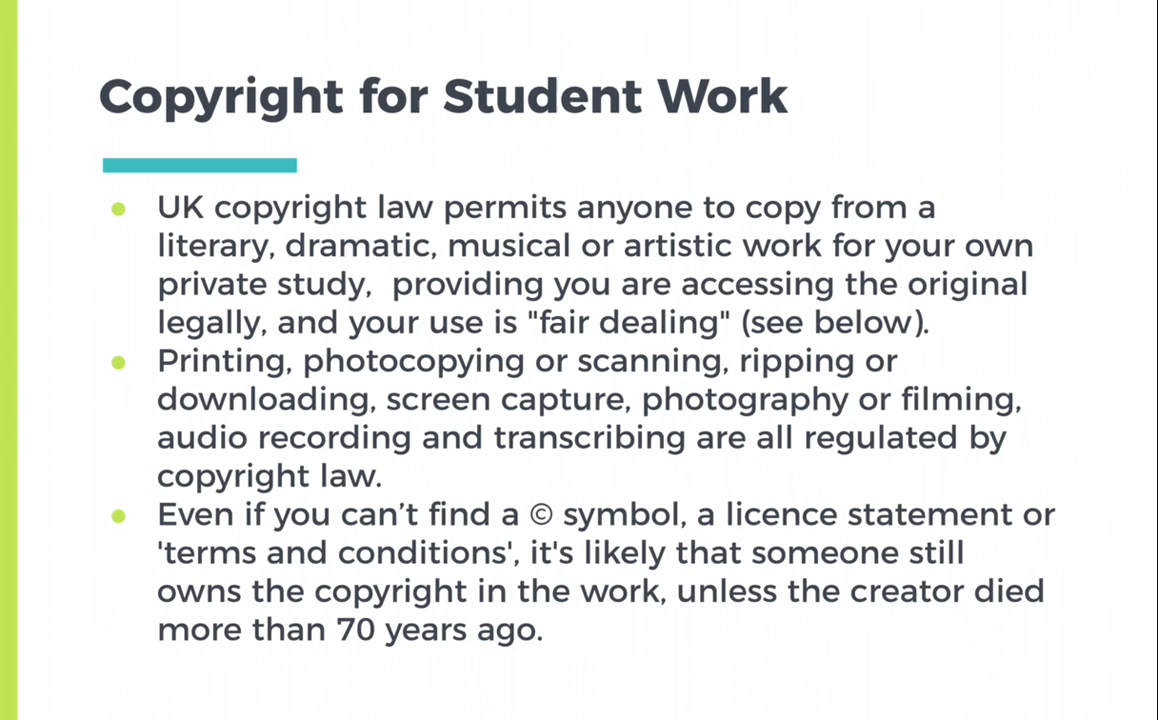 Copyright for Student Work
● UK copyright law permits anyone to copy from a
literary, dramatic, musical or artistic work for your own
private study,  providing you are accessing the original
legally, and your use is "fair dealing" (see below).
● Printing, photocopying or scanning, ripping or
downloading, screen capture, photography or filming,
audio recording and transcribing are all regulated by
copyright law.
● Even if you can’t find a © symbol, a licence statement or
'terms and conditions', it's likely that someone still
owns the copyright in the work, unless the creator died
more than 70 years ago.